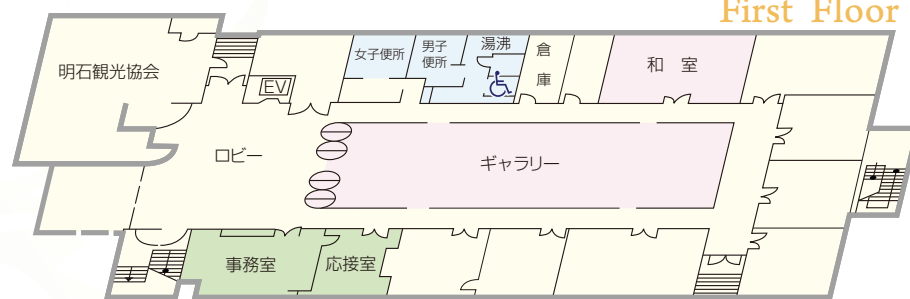 First Floor
明石観光協会
EV
女子便所
男子
便所
湯沸
倉
庫
和 室
ロビー
ギャラリー
事務室
応接室